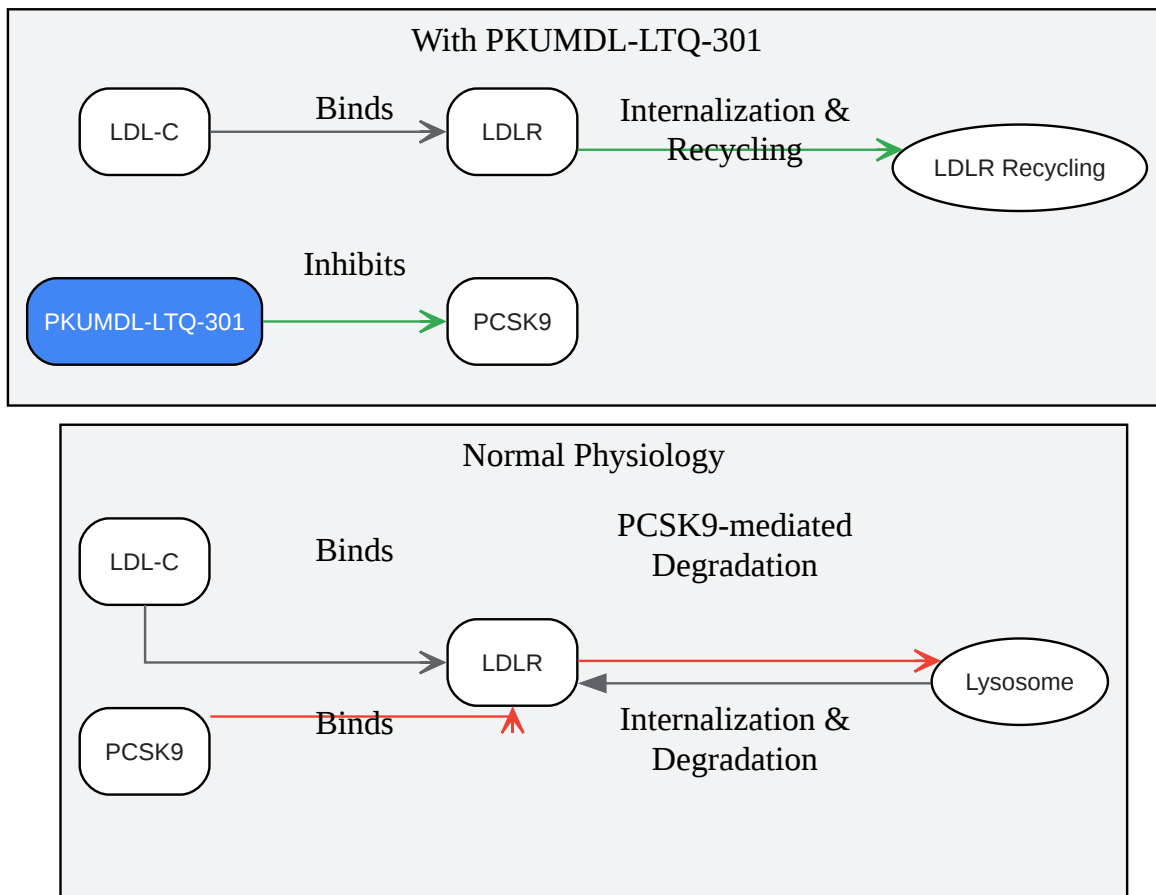 With PKUMDL-LTQ-301
LDL-C
Binds
LDLR
Internalization &
Recycling
LDLR Recycling
PKUMDL-LTQ-301
Inhibits
PCSK9
Normal Physiology
LDL-C
Binds
PCSK9-mediated
Degradation
LDLR
Lysosome
PCSK9
Binds
Internalization &
Degradation